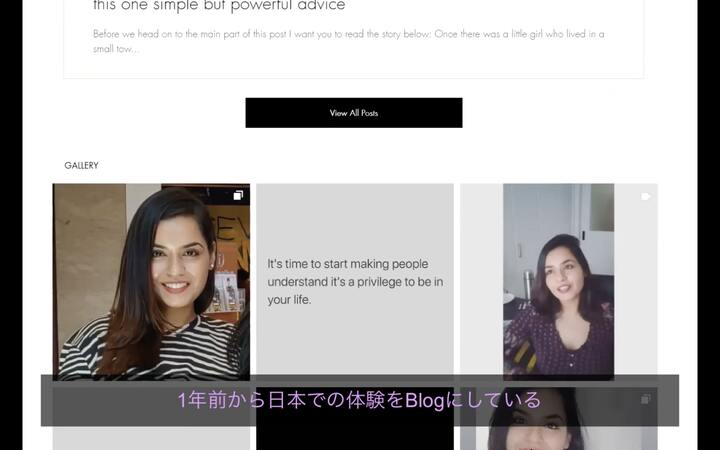 this one simple but powerful advice
Before we head on to the main part of this post I want you to read the story below: Once there was a little girl who lived in a
small tow...
View All Posts
GALLERY
It's time to start making people
understand it's a privilege to be in
your life.
1年前から日本での体験をBlogにしている